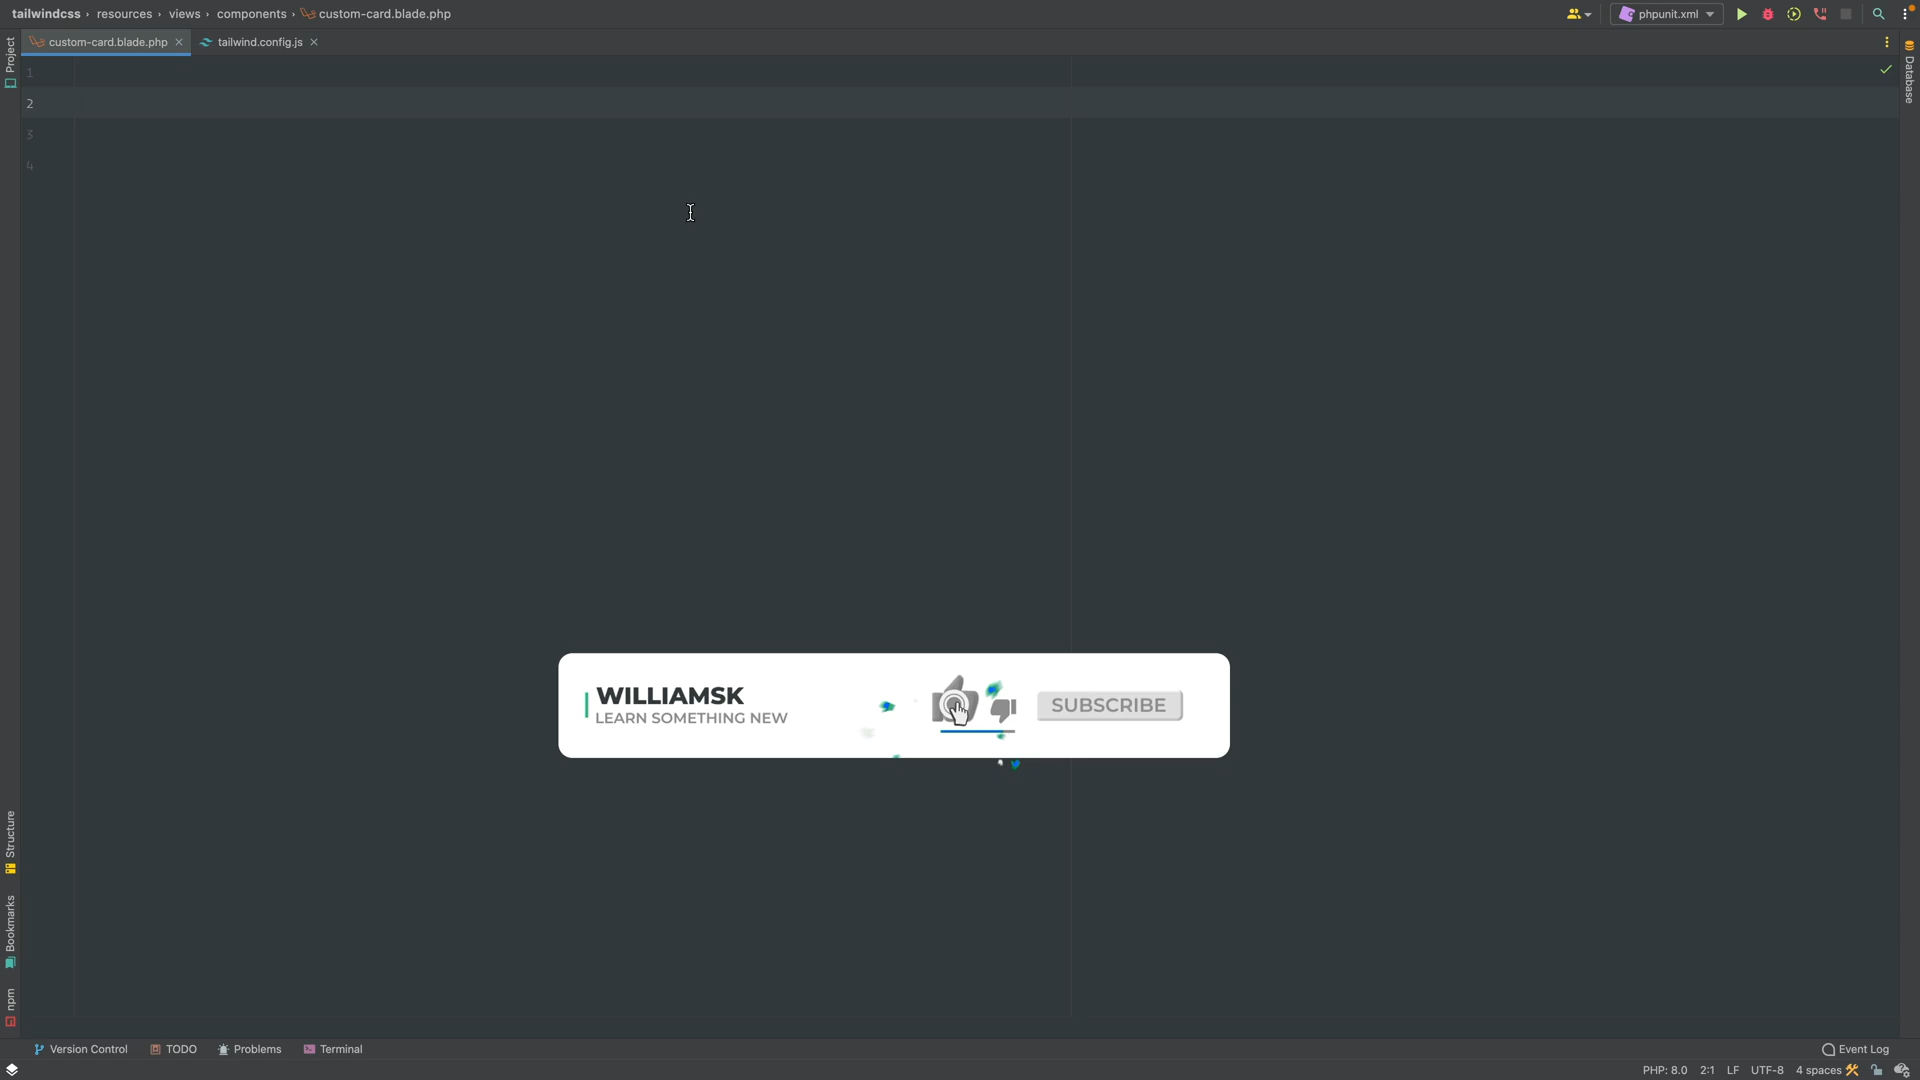 tailwindcss › resources › views › components › custom-card.blade.php
phpunit.xml
custom-card.blade.php
tailwind.config.js
Project
Database
1
2
3
4
WILLIAMSK
LEARN SOMETHING NEW
SUBSCRIBE
Structure
Bookmarks
npm
Version Control
TODO
Problems
Terminal
Event Log
PHP: 8.0
2:1
LF
UTF-8
4 spaces